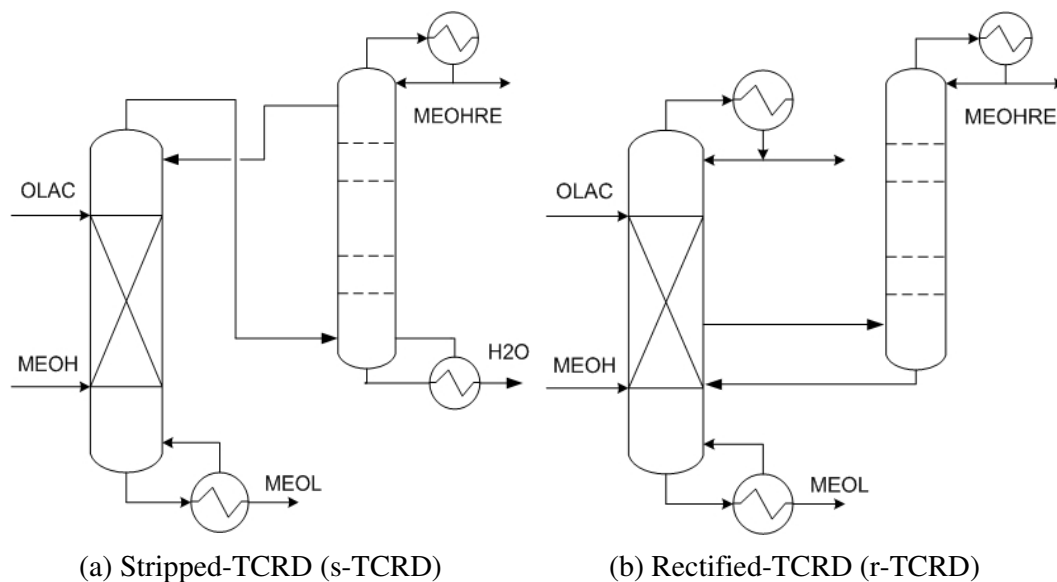 MEOHRE
OLAC
MEOH
H2O
MEOL
MEOHRE
OLAC
MEOH
MEOL
(a) Stripped-TCRD (s-TCRD)
(b) Rectified-TCRD (r-TCRD)